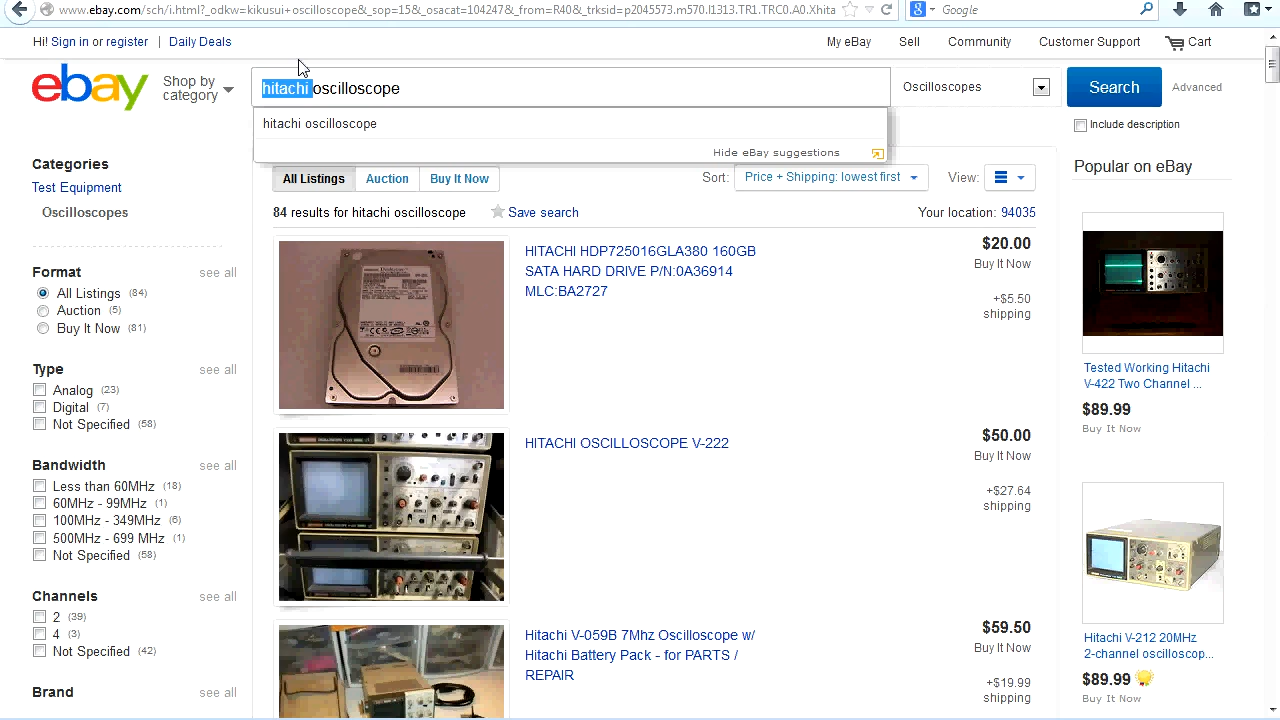 www.ebay.com/sch/i.html?_odkw=kikusui+oscilloscope&_sop=15&_osacat=104247&_from=R40&_trksid=p2045573.m570.l1313.TR1.TRC0.A0.Xhita
Google
Hi! Sign in or register | Daily Deals
My eBay Sell Community Customer Support Cart
ebay
Shop by
category
hitachi oscilloscope
Oscilloscopes
Search
Advanced
hitachi oscilloscope
Include description
Hide eBay suggestions
Categories
Test Equipment
Oscilloscopes
Format see all
All Listings (84)
Auction (5)
Buy It Now (81)
Type see all
Analog (23)
Digital (7)
Not Specified (58)
Bandwidth see all
Less than 60MHz (18)
60MHz - 99MHz (1)
100MHz - 349MHz (6)
500MHz - 699 MHz (1)
Not Specified (58)
Channels see all
2 (39)
4 (3)
Not Specified (42)
Brand see all
All Listings Auction Buy It Now
Sort: Price + Shipping: lowest first View:
84 results for hitachi oscilloscope Save search Your location: 94035
HITACHI HDP725016GLA380 160GB
SATA HARD DRIVE P/N:0A36914
MLC:BA2727
$20.00
Buy It Now
+$5.50
shipping
HITACHI OSCILLOSCOPE V-222
$50.00
Buy It Now
+$27.64
shipping
Hitachi V-059B 7Mhz Oscilloscope w/
Hitachi Battery Pack - for PARTS /
REPAIR
$59.50
Buy It Now
+$19.99
shipping
Popular on eBay
Tested Working Hitachi
V-422 Two Channel ...
$89.99
Buy It Now
Hitachi V-212 20MHz
2-channel oscilloscop...
$89.99
Buy It Now